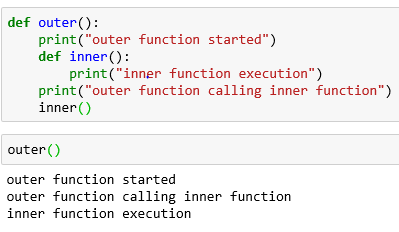 def outer():
    print("outer function started")
    def inner():
        print("inner function execution")
    print("outer function calling inner function")
    inner()
outer()
outer function started
outer function calling inner function
inner function execution